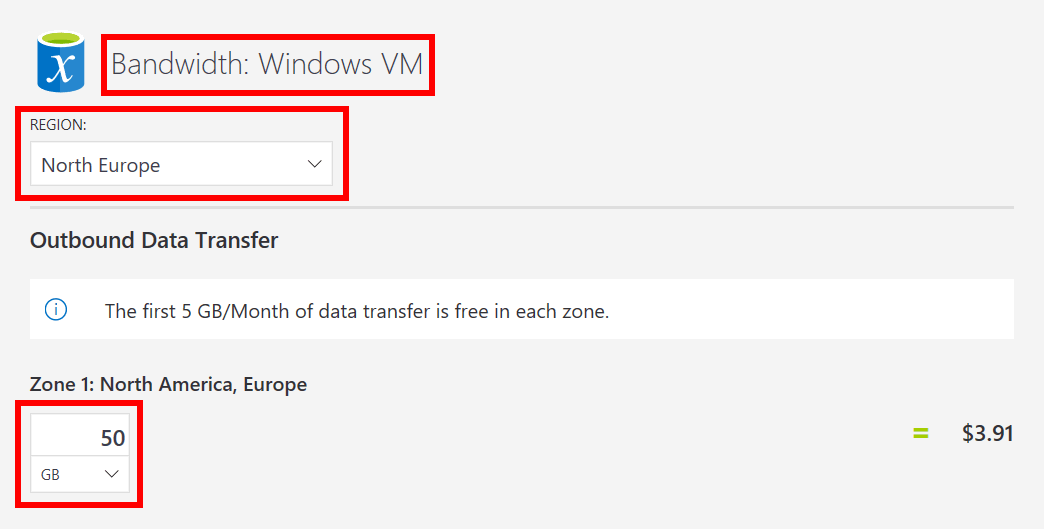 x
Bandwidth: Windows VM
REGION:
North Europe
Outbound Data Transfer
The first 5 GB/Month of data transfer is free in each zone.
Zone 1: North America, Europe
50
GB
= $3.91